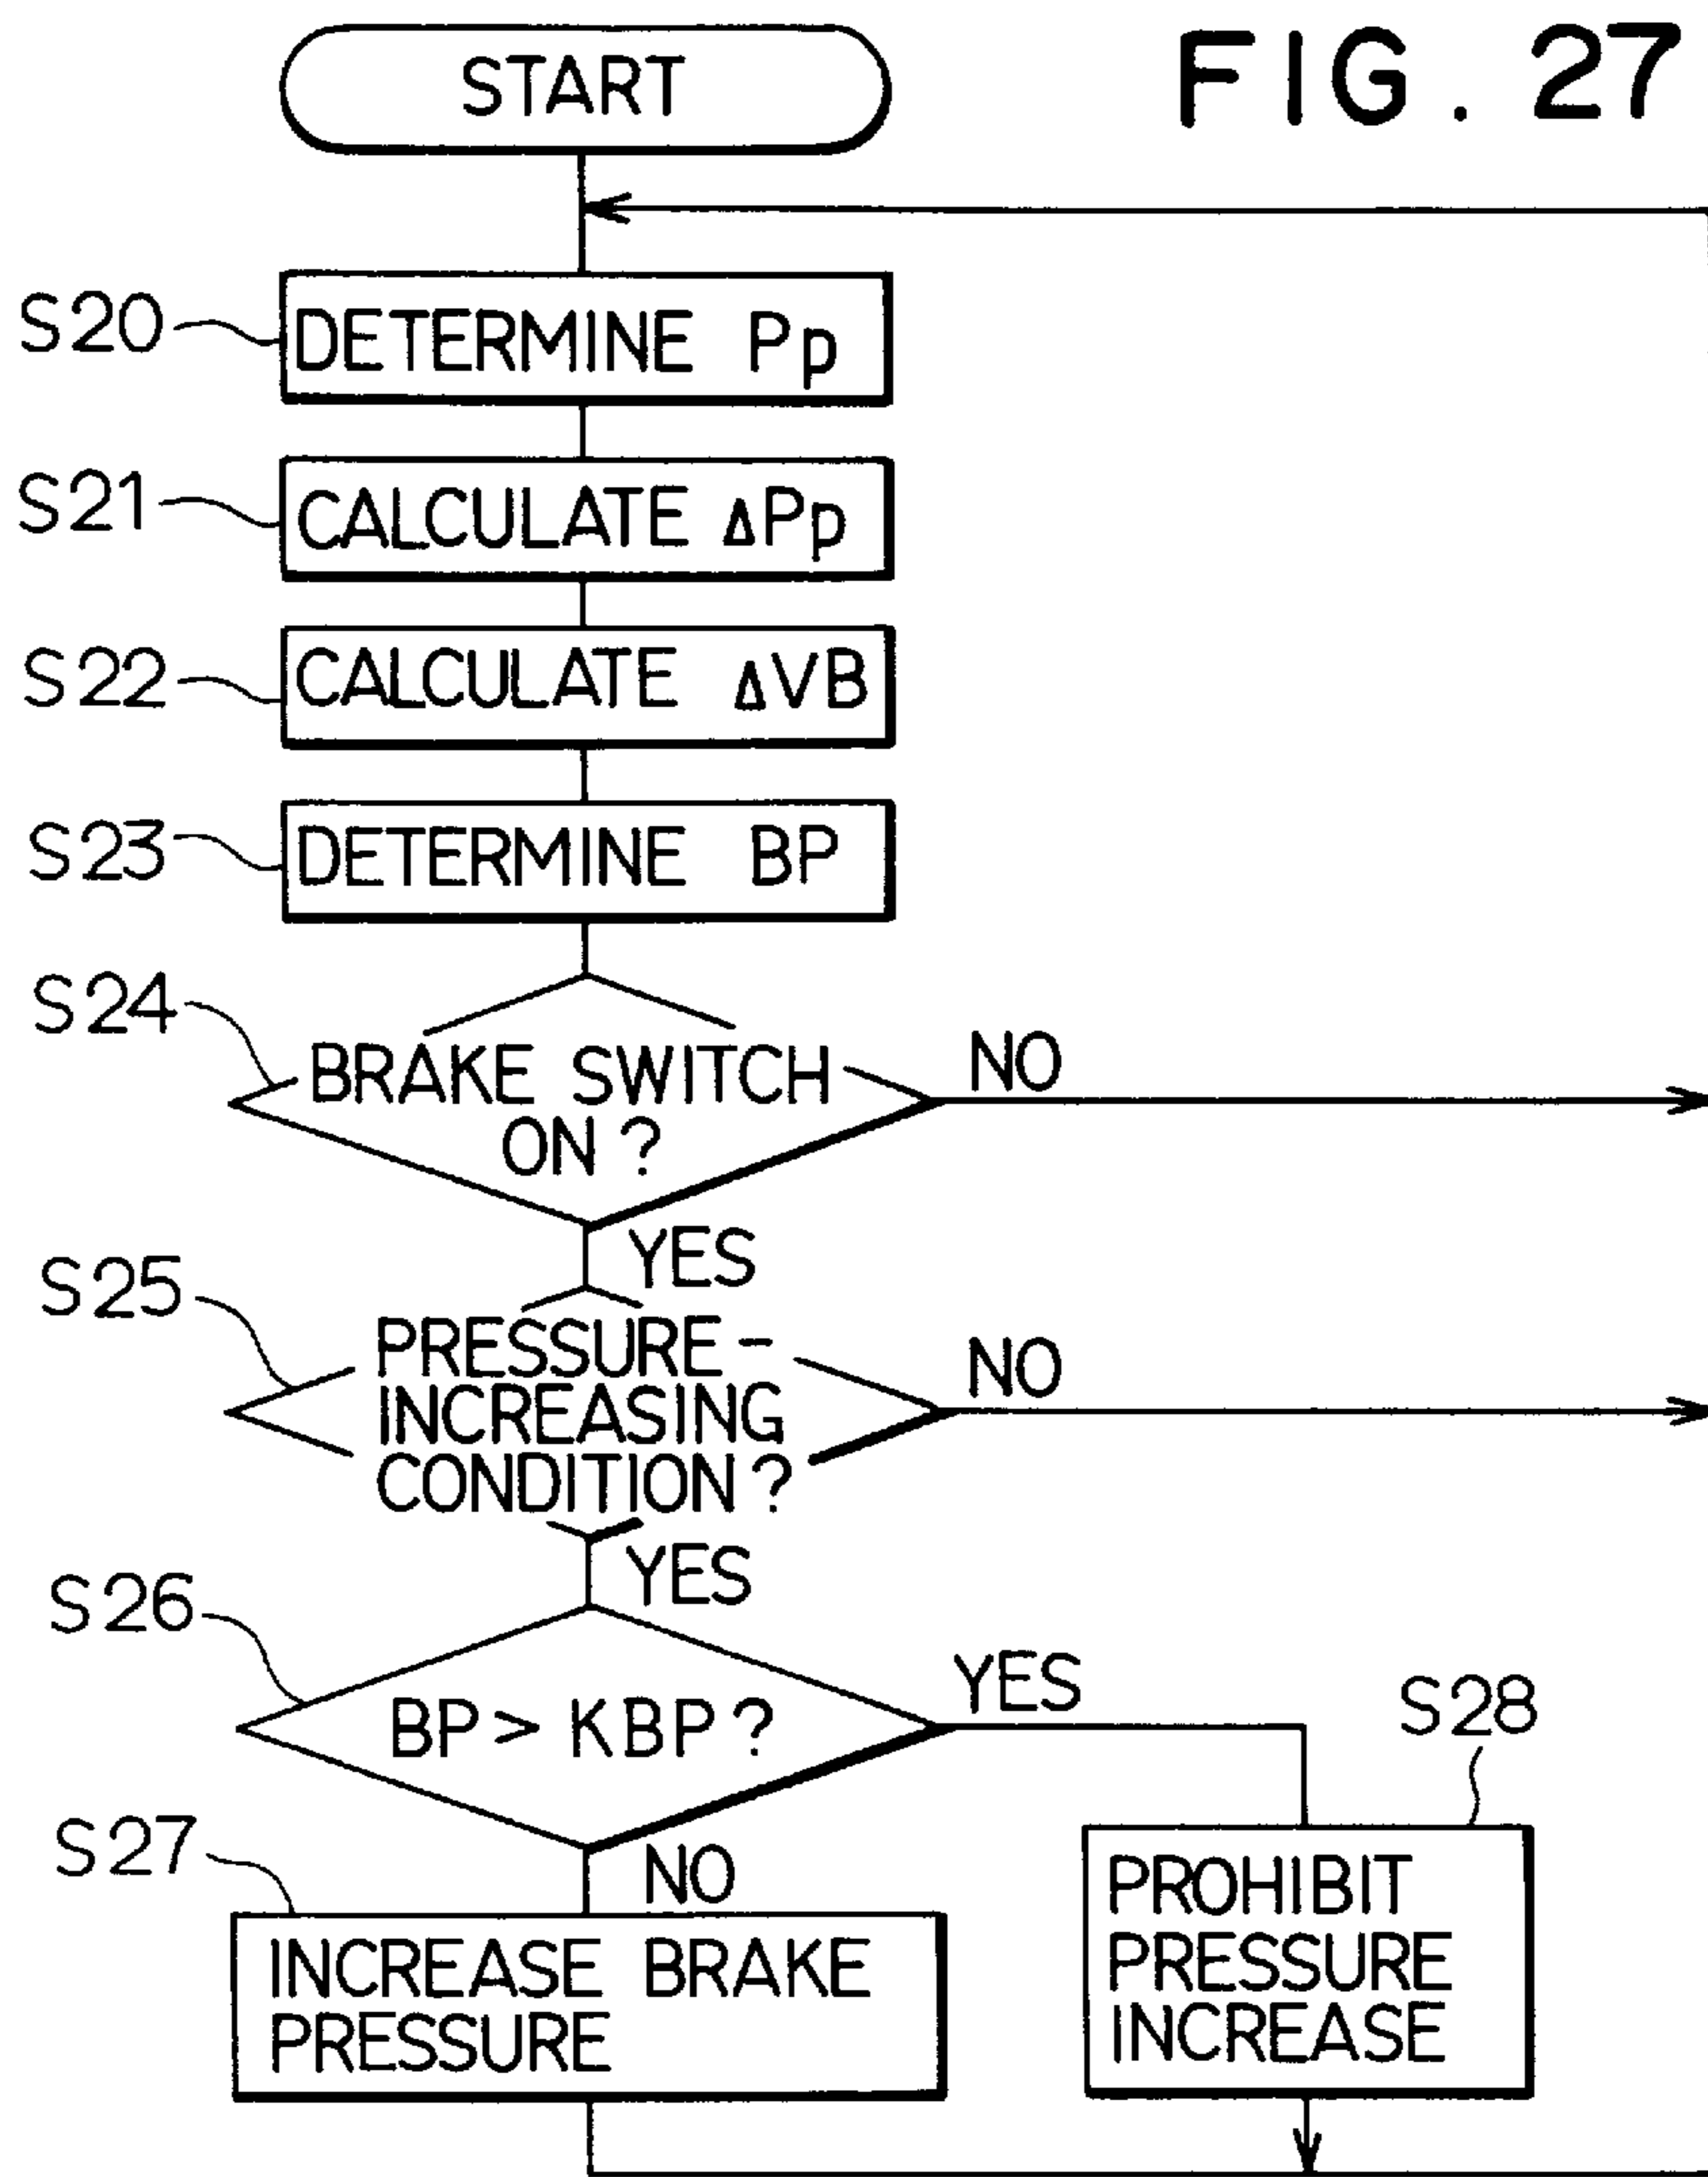 FIG. 27
START
S20
DETERMINE Pp
S21
CALCULATE ΔPp
S22
CALCULATE ΔVB
S23
DETERMINE BP
S24
BRAKE SWITCH
ON?
NO
YES
S25
PRESSURE-
INCREASING
CONDITION?
NO
YES
S26
BP > KBP?
YES
S28
NO
S27
INCREASE BRAKE
PRESSURE
PROHIBIT
PRESSURE
INCREASE